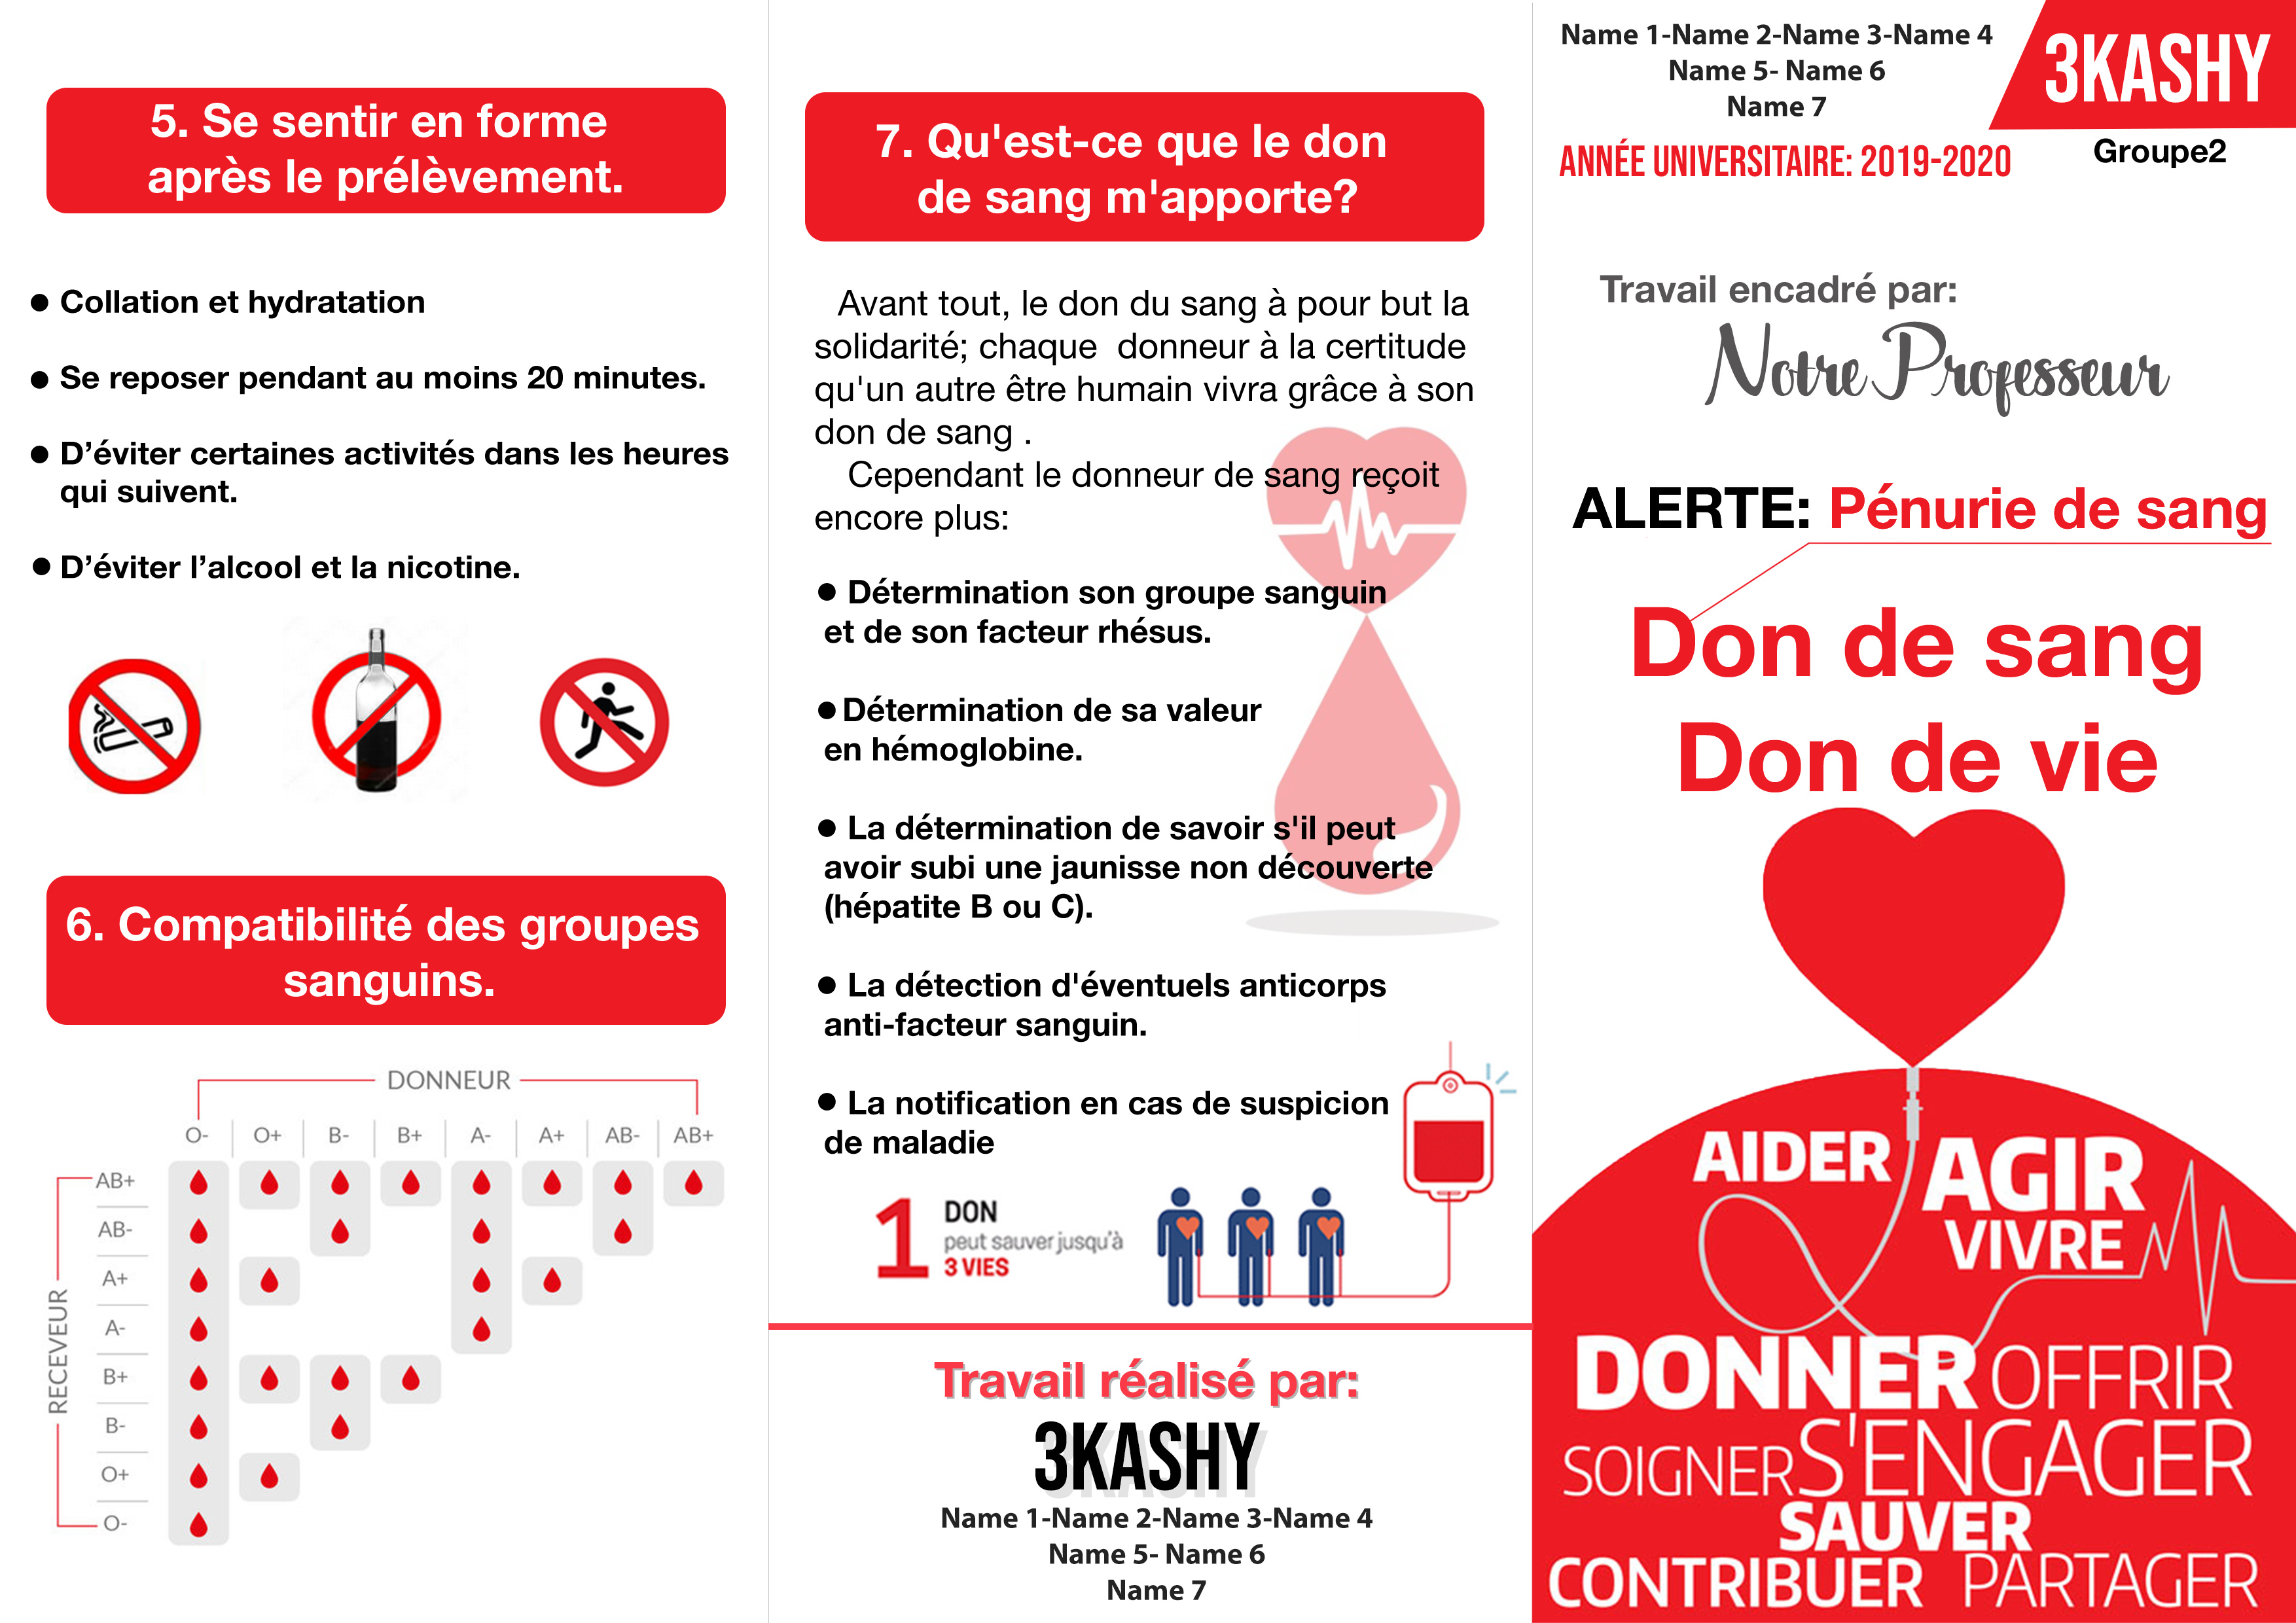 5. Se sentir en forme
après le prélèvement.
● Collation et hydratation
● Se reposer pendant au moins 20 minutes.
● D’éviter certaines activités dans les heures
qui suivent.
● D’éviter l’alcool et la nicotine.
6. Compatibilité des groupes
sanguins.
DONNEUR
O- O+ B- B+ A- A+ AB- AB+
RECEVEUR
AB+
AB-
A+
A-
B+
B-
O+
O-
7. Qu'est-ce que le don
de sang m'apporte?
Avant tout, le don du sang à pour but la
solidarité; chaque donneur à la certitude
qu'un autre être humain vivra grâce à son
don de sang .
Cependant le donneur de sang reçoit
encore plus:
● Détermination son groupe sanguin
et de son facteur rhésus.
● Détermination de sa valeur
en hémoglobine.
● La détermination de savoir s'il peut
avoir subi une jaunisse non découverte
(hépatite B ou C).
● La détection d'éventuels anticorps
anti-facteur sanguin.
● La notification en cas de suspicion
de maladie
1 DON
peut sauver jusqu'à
3 VIES
Travail réalisé par:
3KASHY
Name 1-Name 2-Name 3-Name 4
Name 5- Name 6
Name 7
Name 1-Name 2-Name 3-Name 4
Name 5- Name 6
Name 7
ANNÉE UNIVERSITAIRE: 2019-2020
3KASHY
Groupe2
Travail encadré par:
Notre Professeur
ALERTE: Pénurie de sang
Don de sang
Don de vie
AIDER AGIR
VIVRE
DONNER OFFRIR
SOIGNER S'ENGAGER
SAUVER
CONTRIBUER PARTAGER